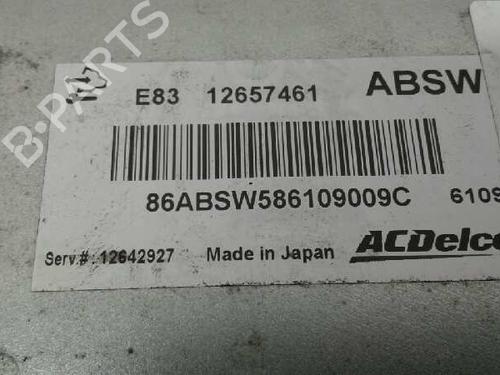 B-PARTS
E83 12657461 ABSW
86ABSW586109009C 6109
Serv.#: 12642927 Made in Japan ACDelco